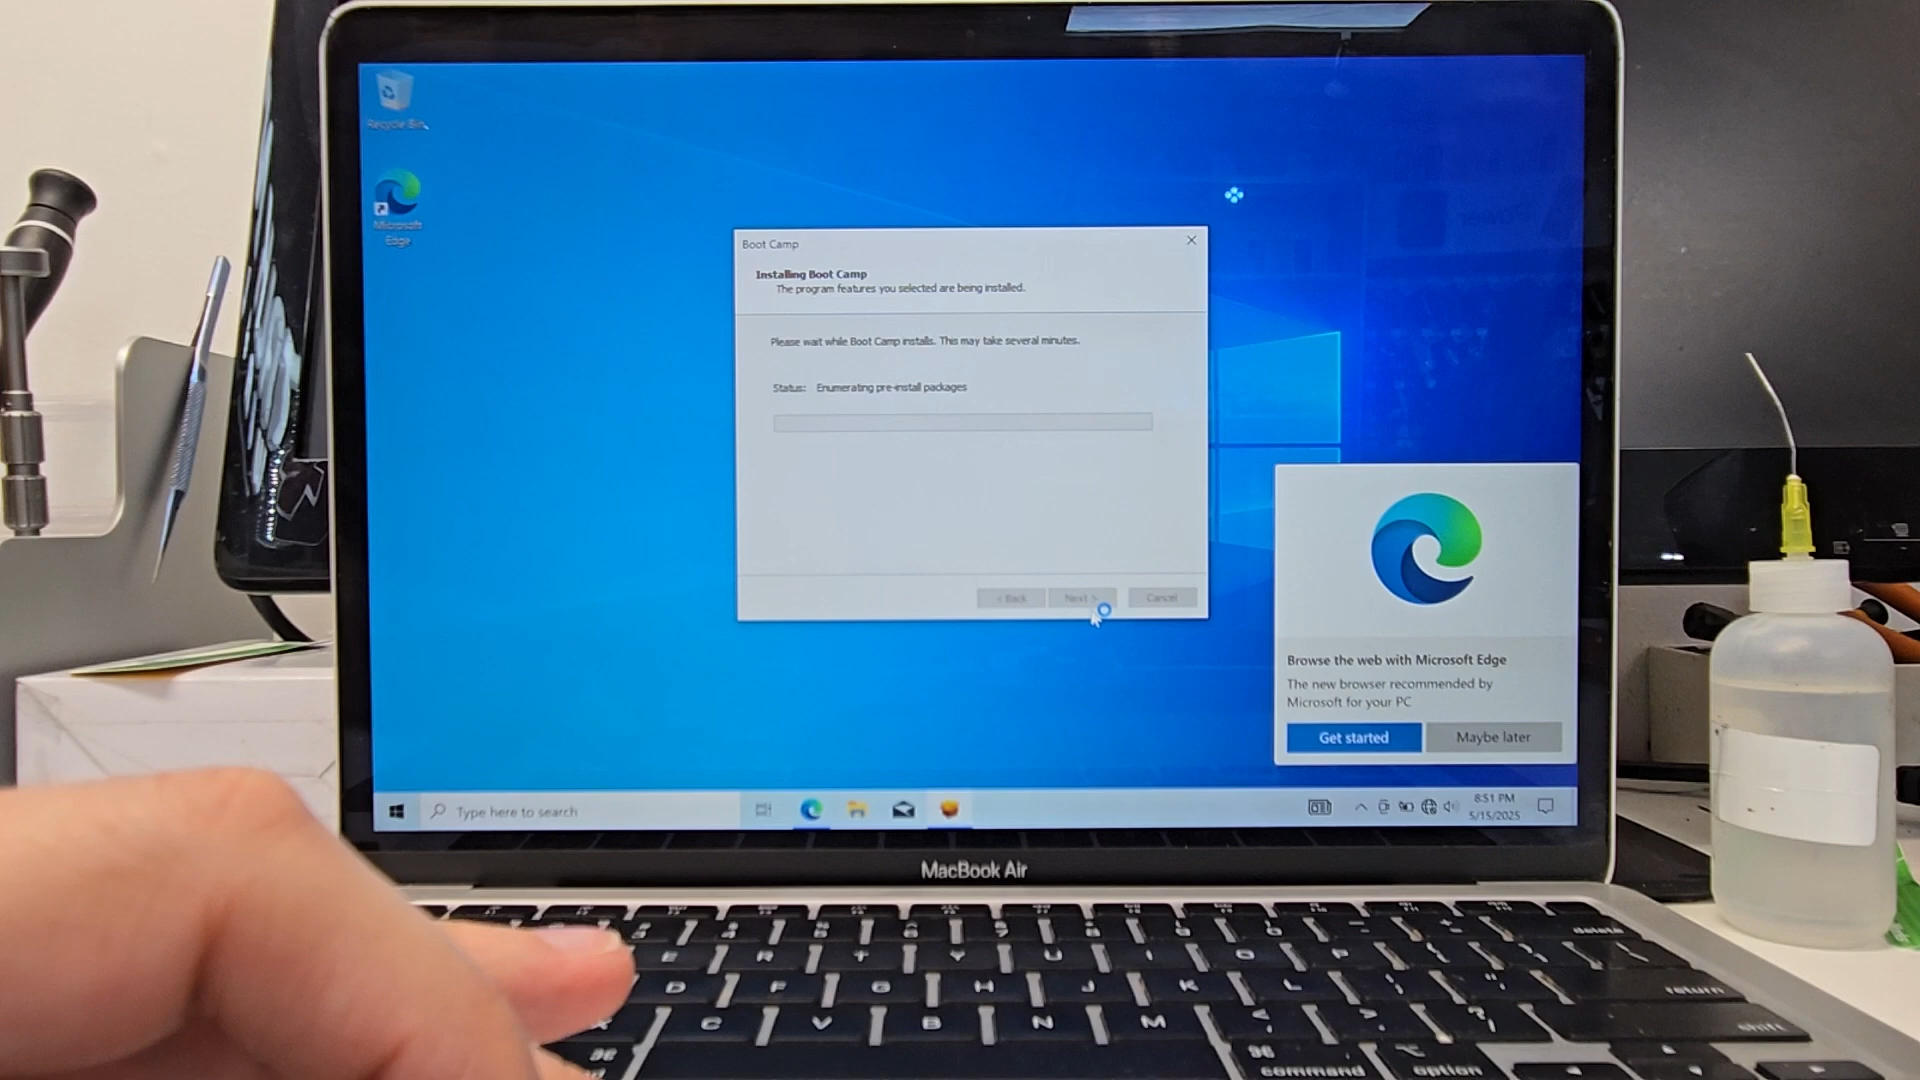 Recycle Bin
Microsoft
Edge
Boot Camp
Installing Boot Camp
The program features you selected are being installed.
Please wait while Boot Camp installs. This may take several minutes.
Status: Enumerating pre-install packages
< Back
Next >
Cancel
Browse the web with Microsoft Edge
The new browser recommended by
Microsoft for your PC
Get started
Maybe later
Type here to search
8:51 PM
5/15/2025
MacBook Air
delete
E R T Y U I O P
D F G H J K L
return
C V B N M
shift
command
option